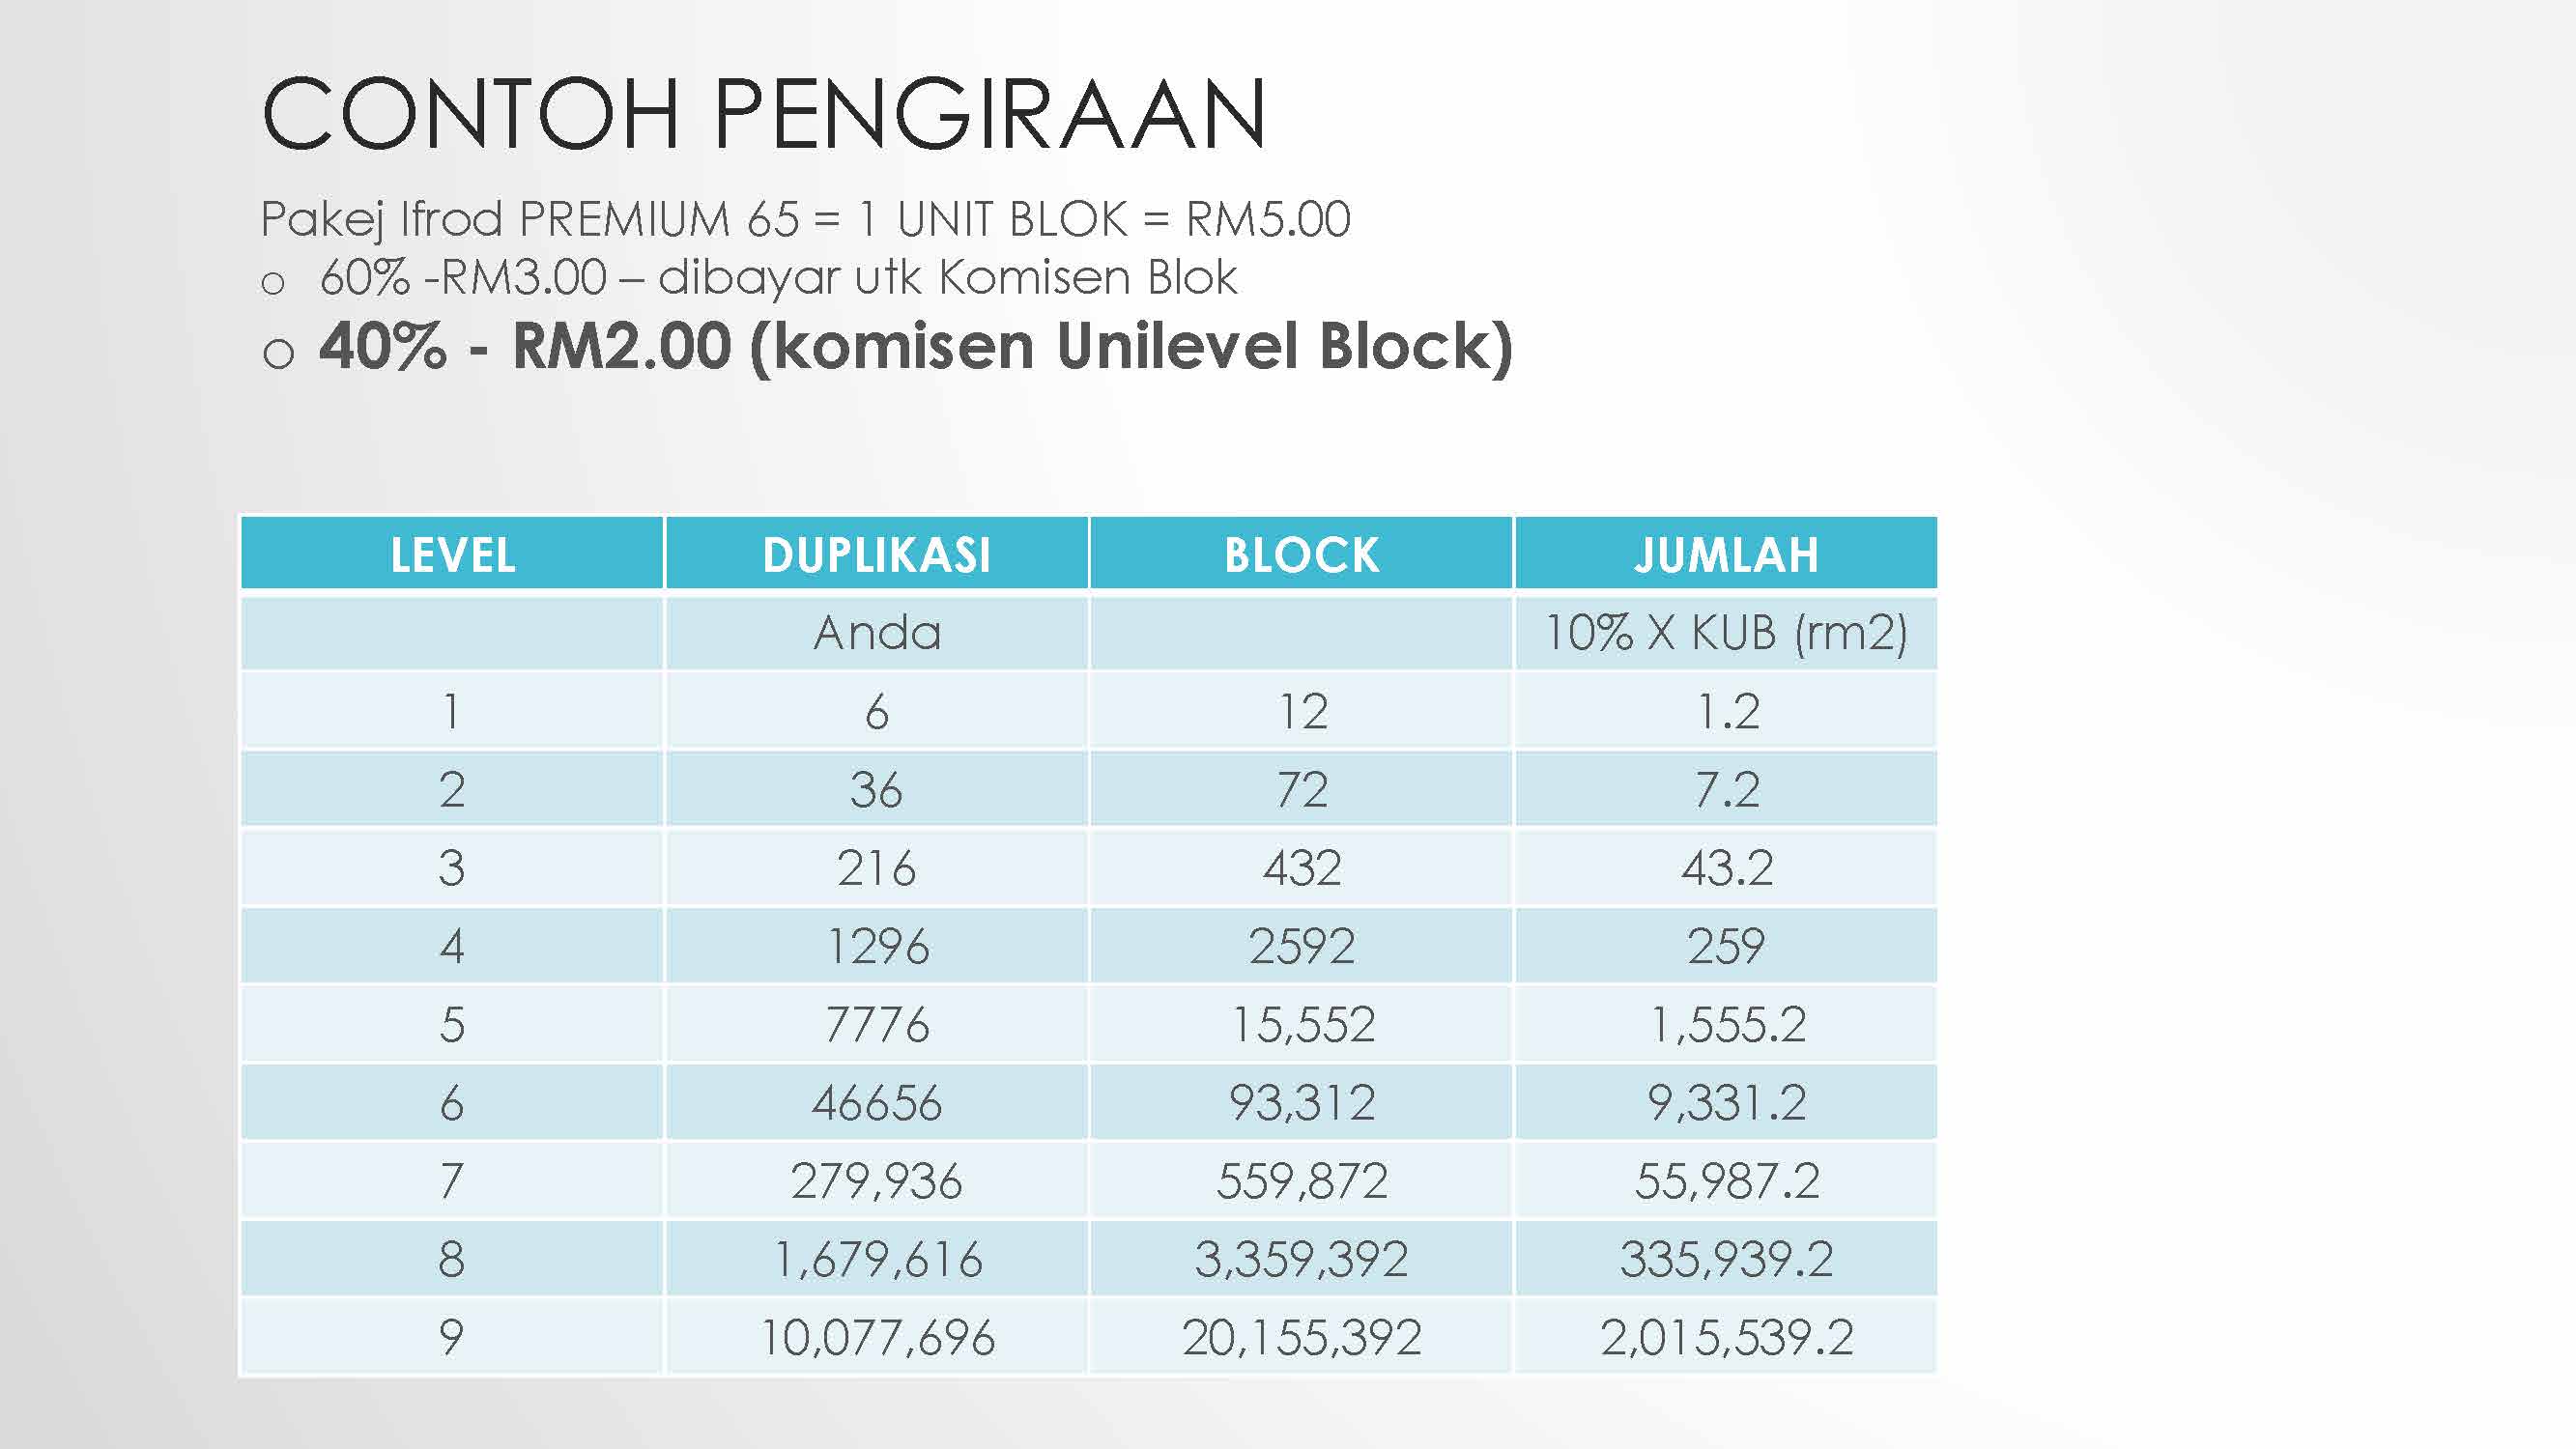 CONTOH PENGIRAAN
Pakej Ifrod PREMIUM 65 = 1 UNIT BLOK = RM5.00
o 60% -RM3.00 – dibayar utk Komisen Blok
o 40% - RM2.00 (komisen Unilevel Block)
LEVEL DUPLIKASI BLOCK JUMLAH
Anda 10% X KUB (rm2)
1 6 12 1.2
2 36 72 7.2
3 216 432 43.2
4 1296 2592 259
5 7776 15,552 1,555.2
6 46656 93,312 9,331.2
7 279,936 559,872 55,987.2
8 1,679,616 3,359,392 335,939.2
9 10,077,696 20,155,392 2,015,539.2